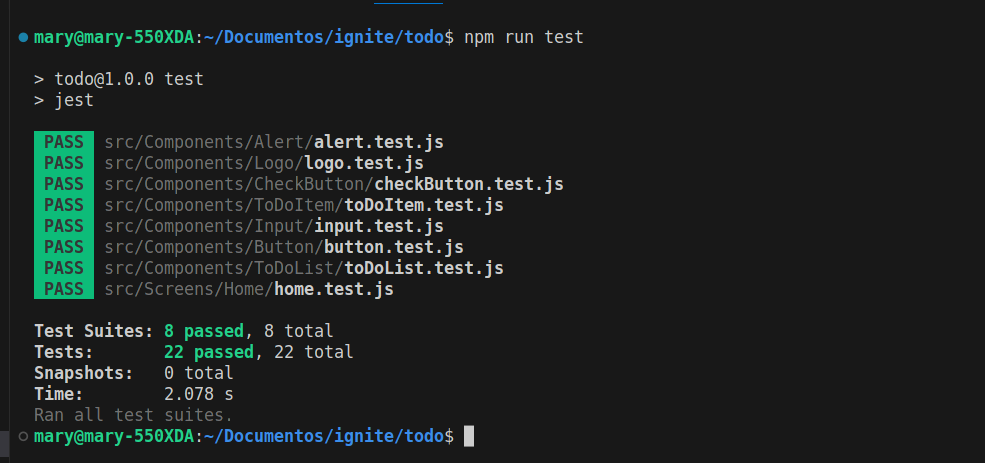 mary@mary-550XDA:~/Documentos/ignite/todo$ npm run test
> todo@1.0.0 test
> jest
PASS src/Components/Alert/alert.test.js
PASS src/Components/Logo/logo.test.js
PASS src/Components/CheckButton/checkButton.test.js
PASS src/Components/ToDoItem/toDoItem.test.js
PASS src/Components/Input/input.test.js
PASS src/Components/Button/button.test.js
PASS src/Components/ToDoList/toDoList.test.js
PASS src/Screens/Home/home.test.js
Test Suites: 8 passed, 8 total
Tests: 22 passed, 22 total
Snapshots: 0 total
Time: 2.078 s
Ran all test suites.
mary@mary-550XDA:~/Documentos/ignite/todo$